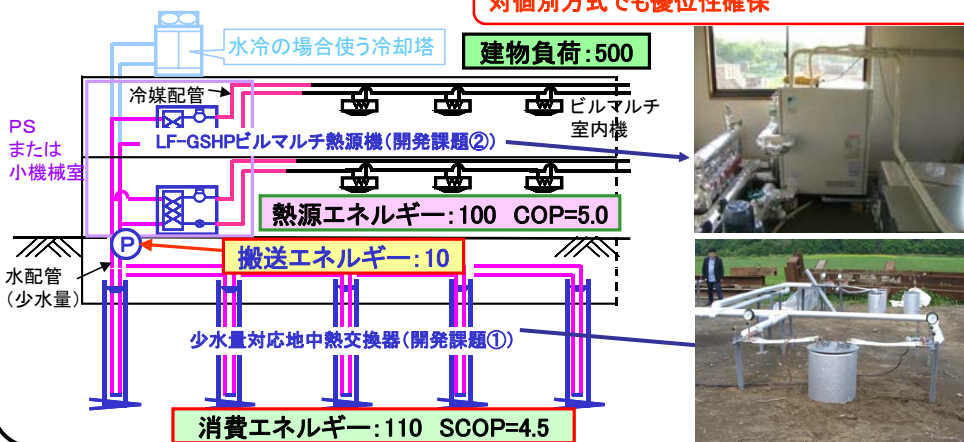 対個別方式でも優位性確保
水冷の場合使う冷却塔
建物負荷:500
冷媒配管
ビルマルチ
室内機
PS
または
小機械室
LF-GSHPビルマルチ熱源機(開発課題②)
熱源エネルギー:100 COP=5.0
P
搬送エネルギー:10
水配管
(少水量)
少水量対応地中熱交換器(開発課題①)
消費エネルギー:110 SCOP=4.5